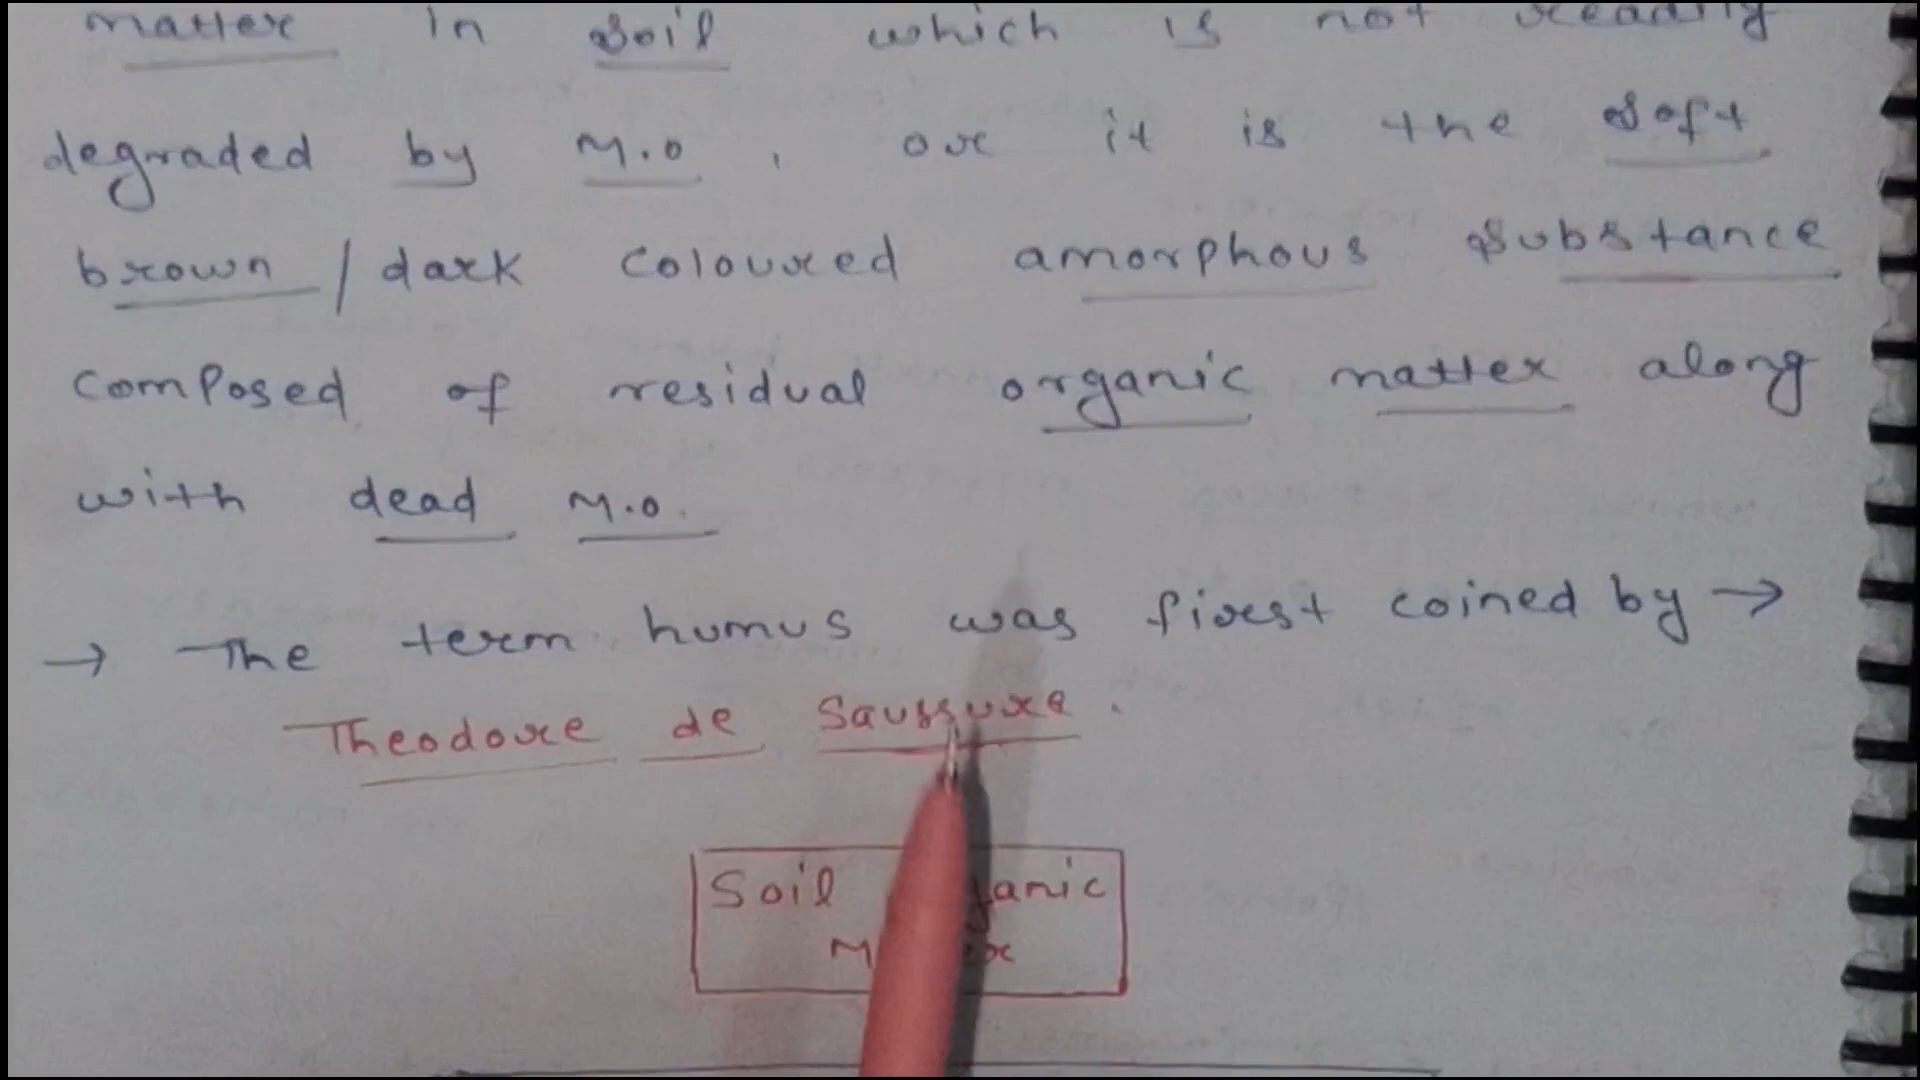 matter in soil which is not readily
degraded by M.O, or it is the soft
brown / dark coloured amorphous substance
composed of residual organic matter along
with dead M.O.
→ The term humus was first coined by →
Theodore de Saussure.
Soil